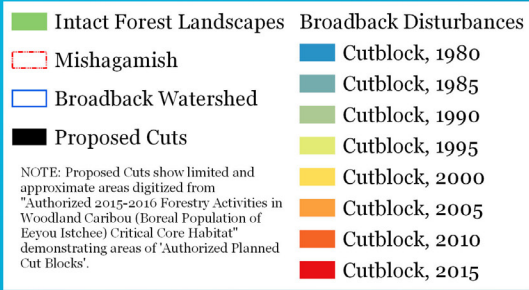 Intact Forest Landscapes
Mishagamish
Broadback Watershed
Proposed Cuts
NOTE: Proposed Cuts show limited and
approximate areas digitized from
"Authorized 2015-2016 Forestry Activities in
Woodland Caribou (Boreal Population of
Eeyou Istchee) Critical Core Habitat"
demonstrating areas of 'Authorized Planned
Cut Blocks'.
Broadback Disturbances
Cutblock, 1980
Cutblock, 1985
Cutblock, 1990
Cutblock, 1995
Cutblock, 2000
Cutblock, 2005
Cutblock, 2010
Cutblock, 2015